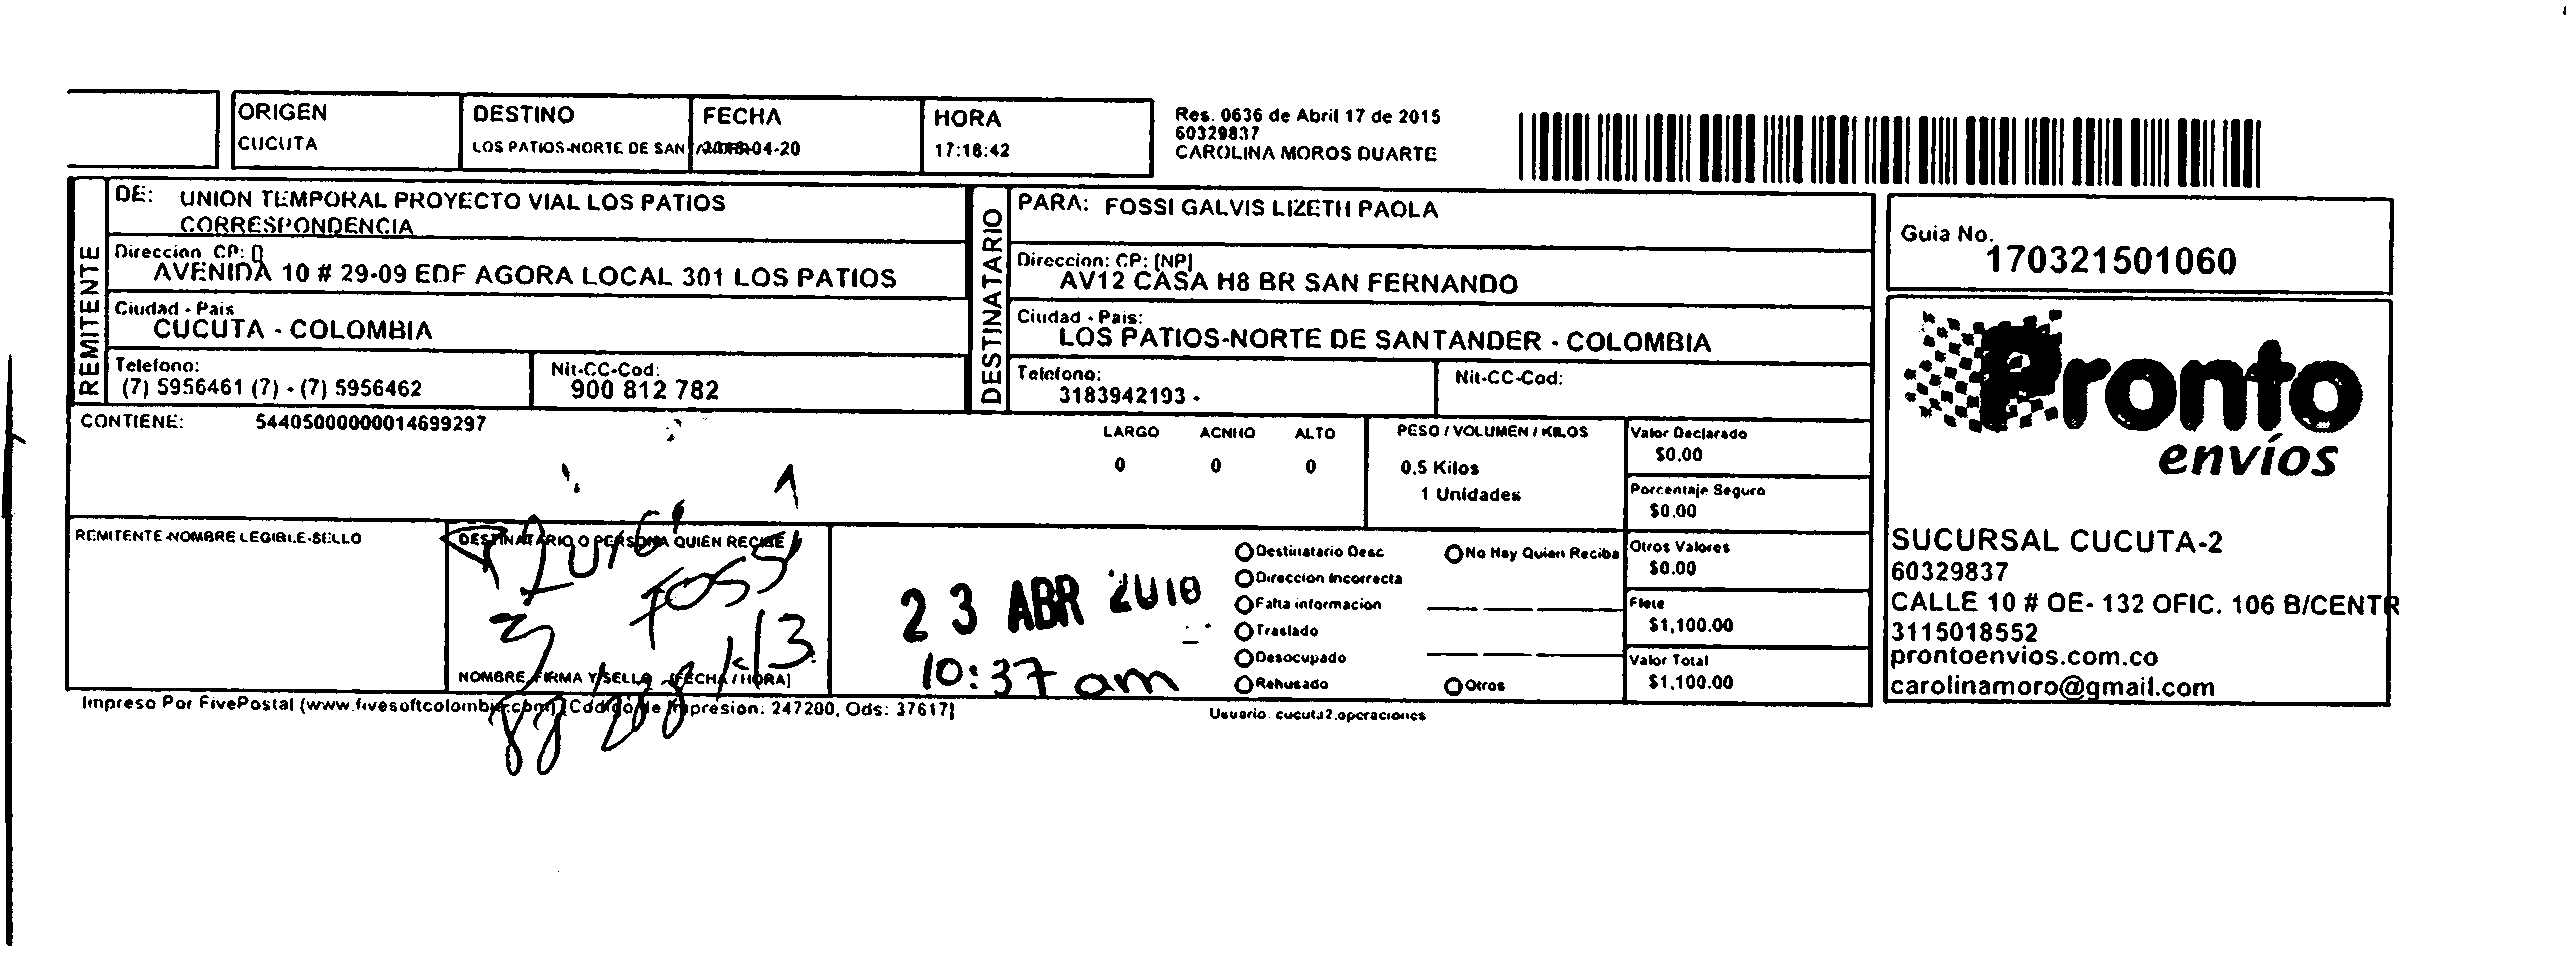 ORIGEN
CUCUTA
DESTINO
LOS PATIOS-NORTE DE SAN
FECHA
2018-04-20
HORA
17:18:42
Res. 0636 de Abril 17 de 2015
60329837
CAROLINA MOROS DUARTE
REMITENTE
DE: UNION TEMPORAL PROYECTO VIAL LOS PATIOS
CORRESPONDENCIA
Direccion CP: []
AVENIDA 10 # 29-09 EDF AGORA LOCAL 301 LOS PATIOS
Ciudad - Pais
CUCUTA - COLOMBIA
Telefono:
(7) 5956461 (7) - (7) 5956462
Nit-CC-Cod:
900 812 782
DESTINATARIO
PARA: FOSSI GALVIS LIZETH PAOLA
Direccion: CP: [NP]
AV12 CASA H8 BR SAN FERNANDO
Ciudad - Pais:
LOS PATIOS-NORTE DE SANTANDER - COLOMBIA
Telefono:
3183942193 -
Nit-CC-Cod:
Guia No.
170321501060
Pronto
envíos
CONTIENE: 54405000000014699297
LARGO ACNHO ALTO
0 0 0
PESO / VOLUMEN / KILOS
0.5 Kilos
1 Unidades
Valor Declarado
$0.00
Porcentaje Seguro
$0.00
Otros Valores
$0.00
Flete
$1,100.00
Valor Total
$1,100.00
REMITENTE-NOMBRE LEGIBLE-SELLO
DESTINATARIO O PERSONA QUIEN RECIBE
Fossi
NOMBRE FIRMA Y SELLO [FECHA / HORA]
23 ABR 2018
10:37 am
Destinatario Desc
Direccion Incorrecta
Falta informacion
Traslado
Desocupado
Rehusado
No Hay Quien Reciba
Otros
SUCURSAL CUCUTA-2
60329837
CALLE 10 # OE- 132 OFIC. 106 B/CENTR
3115018552
prontoenvios.com.co
carolinamoro@gmail.com
Impreso Por FivePostal (www.fivesoftcolombia.com) [Codigo de Impresion: 247200, Ods: 37617]
Usuario: cucuta2.operaciones